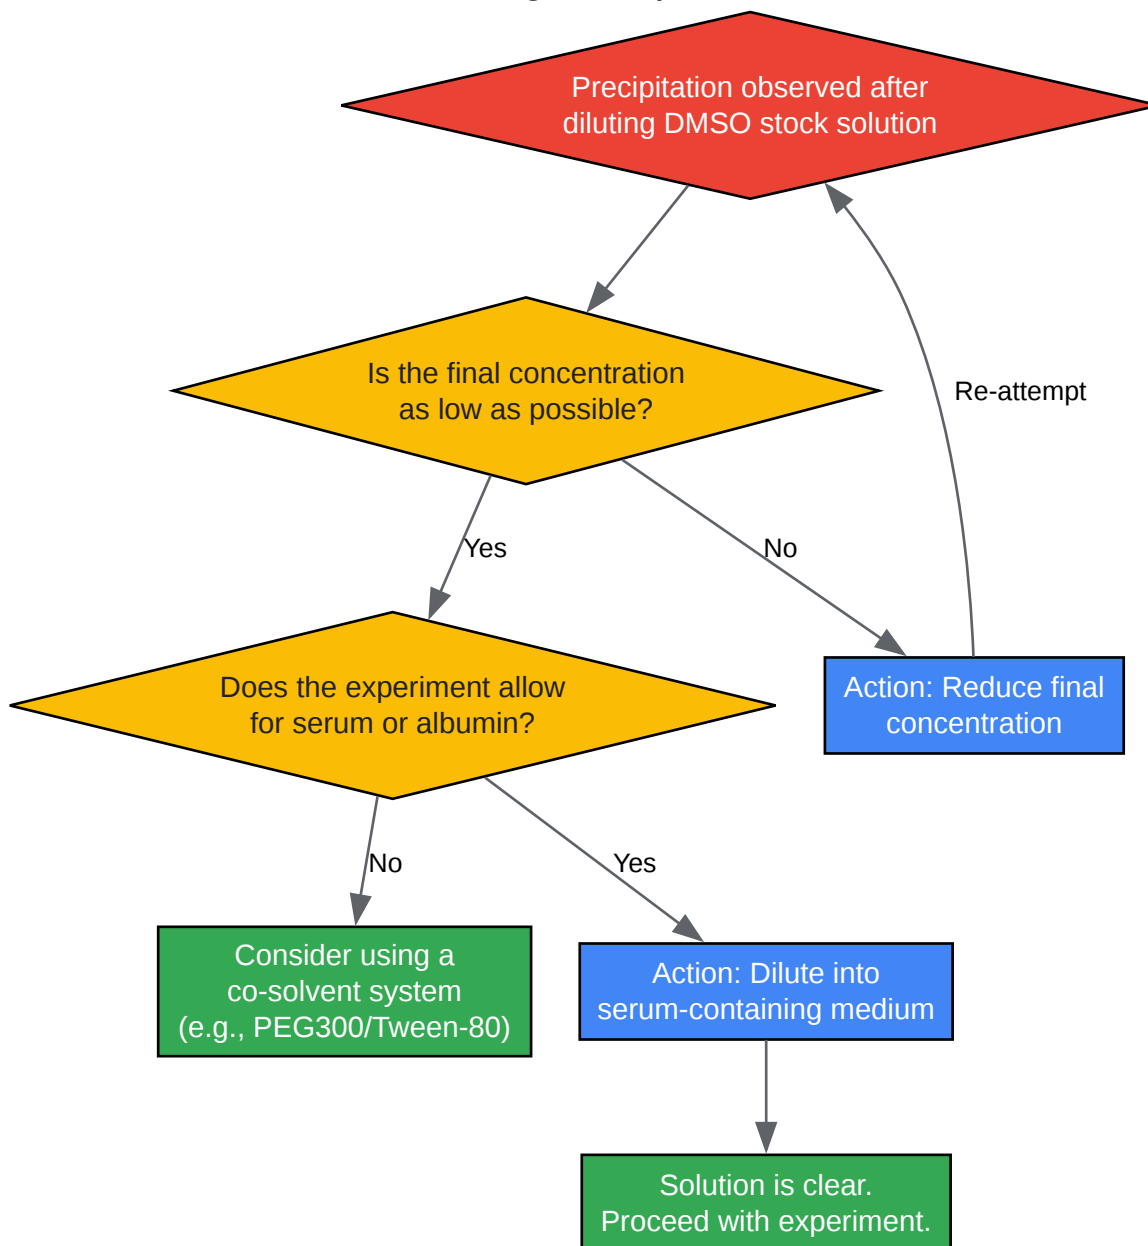 Precipitation observed after
diluting DMSO stock solution
Is the final concentration
as low as possible?
Re-attempt
Yes
No
Does the experiment allow
for serum or albumin?
Action: Reduce final
concentration
No
Yes
Consider using a
co-solvent system
(e.g., PEG300/Tween-80)
Action: Dilute into
serum-containing medium
Solution is clear.
Proceed with experiment.